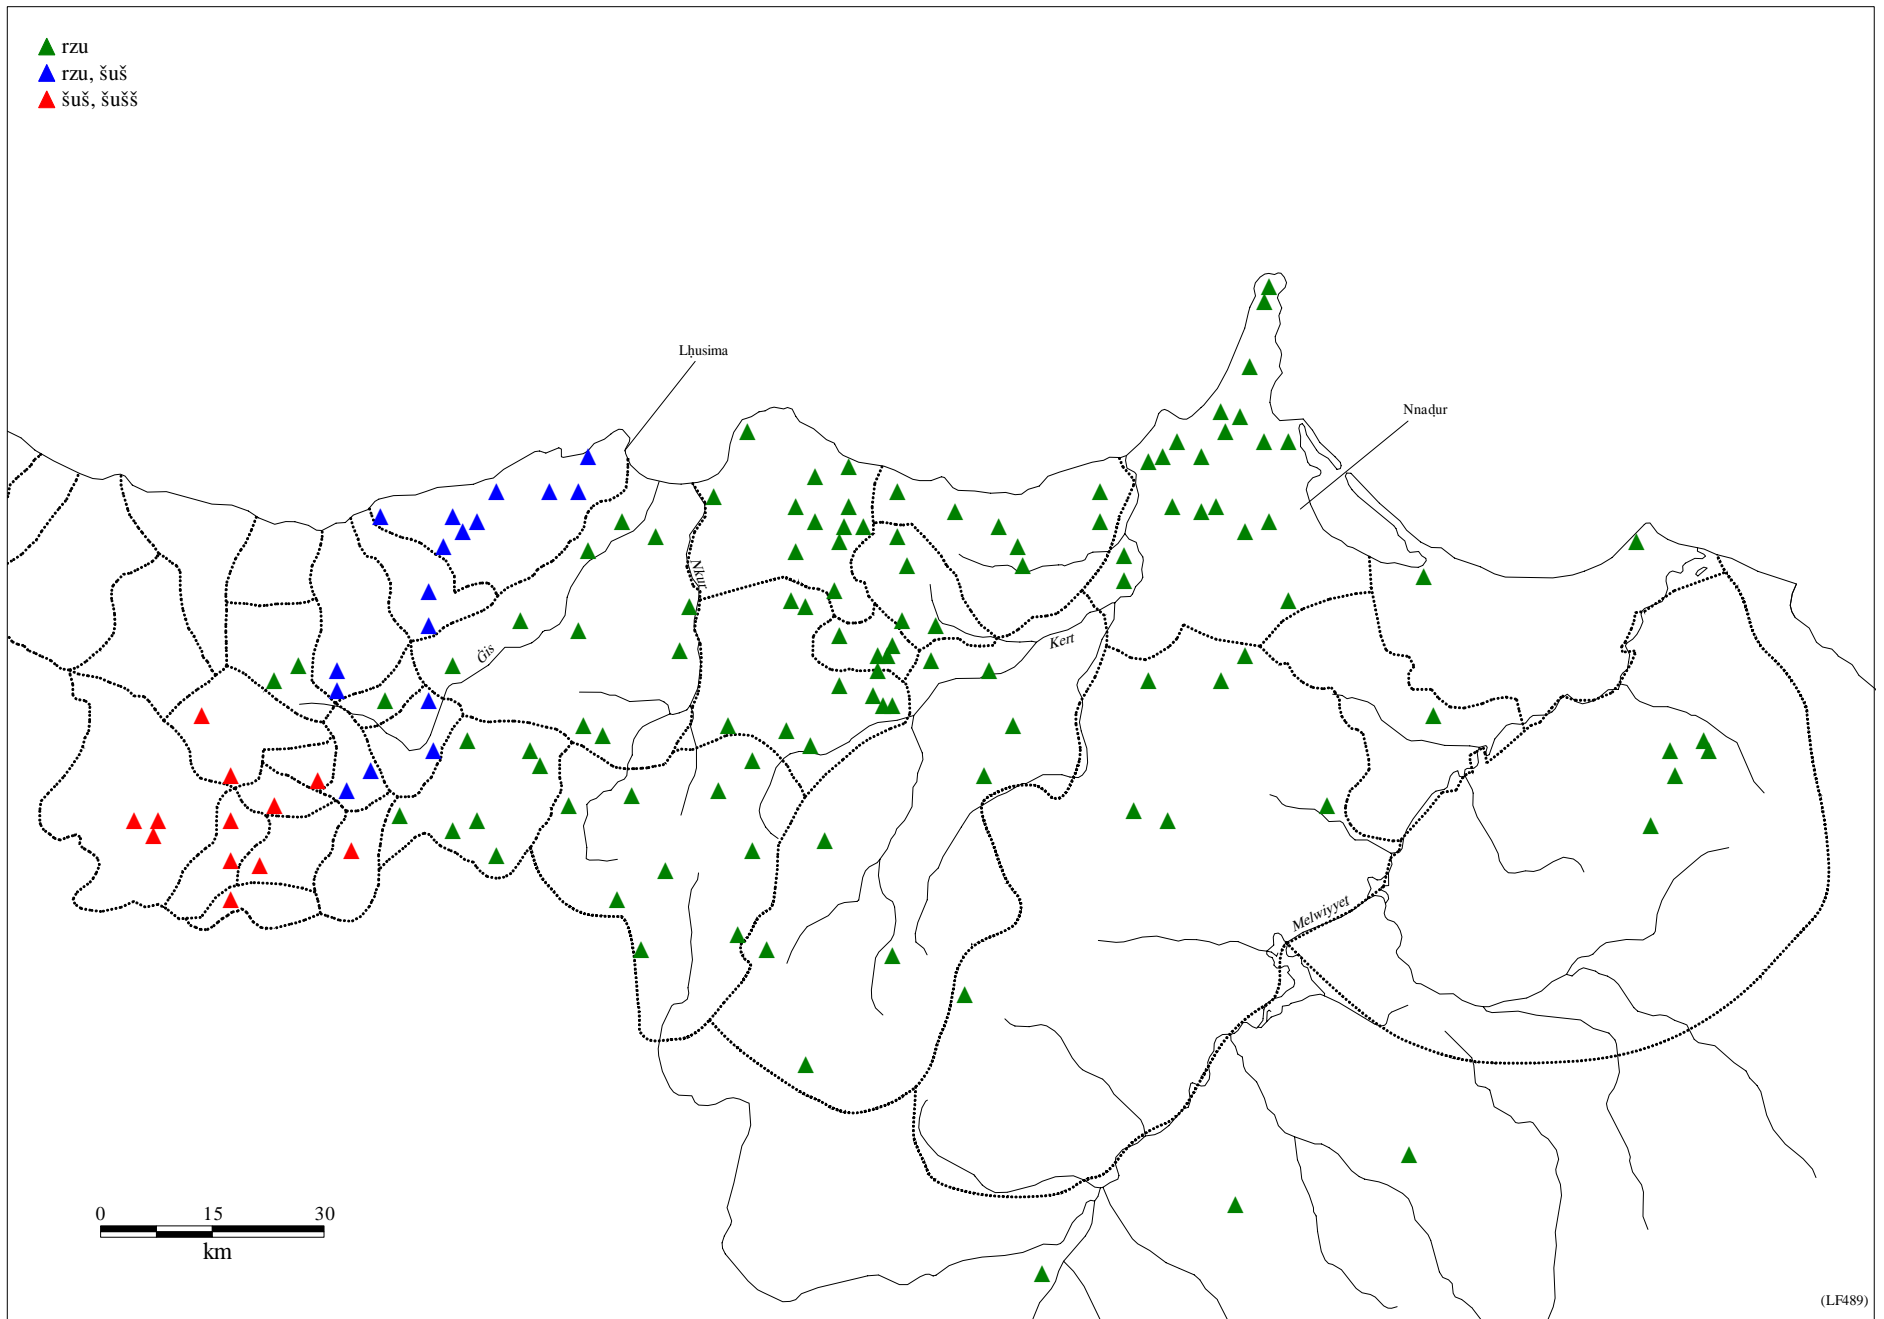 rzu
rzu, šuš
šuš, šušš
Lḥusima
Nnaḍur
Nkur
Kert
Ġis
Melwiyyet
0 15 30
km
(LF489)